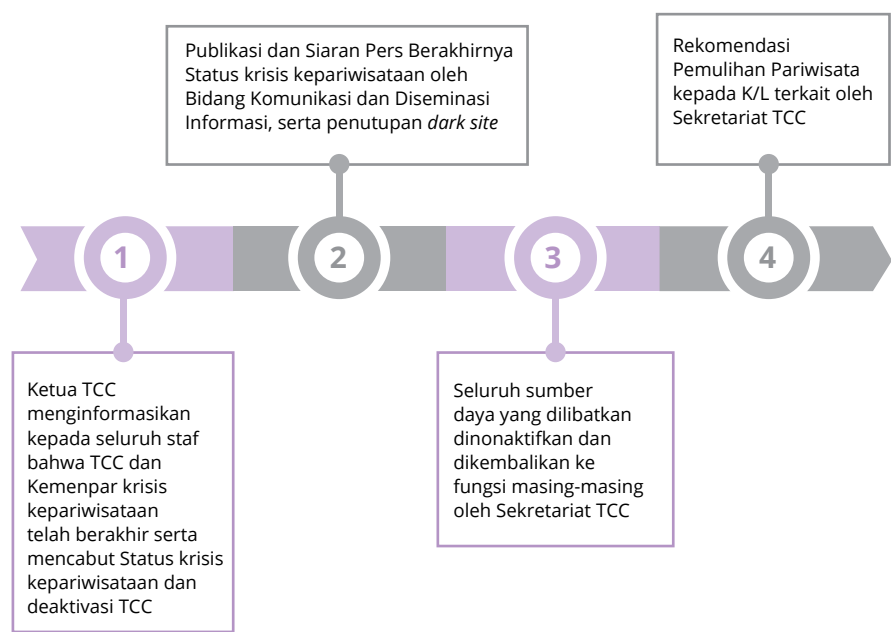 Publikasi dan Siaran Pers Berakhirnya
Status krisis kepariwisataan oleh
Bidang Komunikasi dan Diseminasi
Informasi, serta penutupan dark site
Rekomendasi
Pemulihan Pariwisata
kepada K/L terkait oleh
Sekretariat TCC
1
2
3
4
Ketua TCC
menginformasikan
kepada seluruh staf
bahwa TCC dan
Kemenpar krisis
kepariwisataan
telah berakhir serta
mencabut Status krisis
kepariwisataan dan
deaktivasi TCC
Seluruh sumber
daya yang dilibatkan
dinonaktifkan dan
dikembalikan ke
fungsi masing-masing
oleh Sekretariat TCC